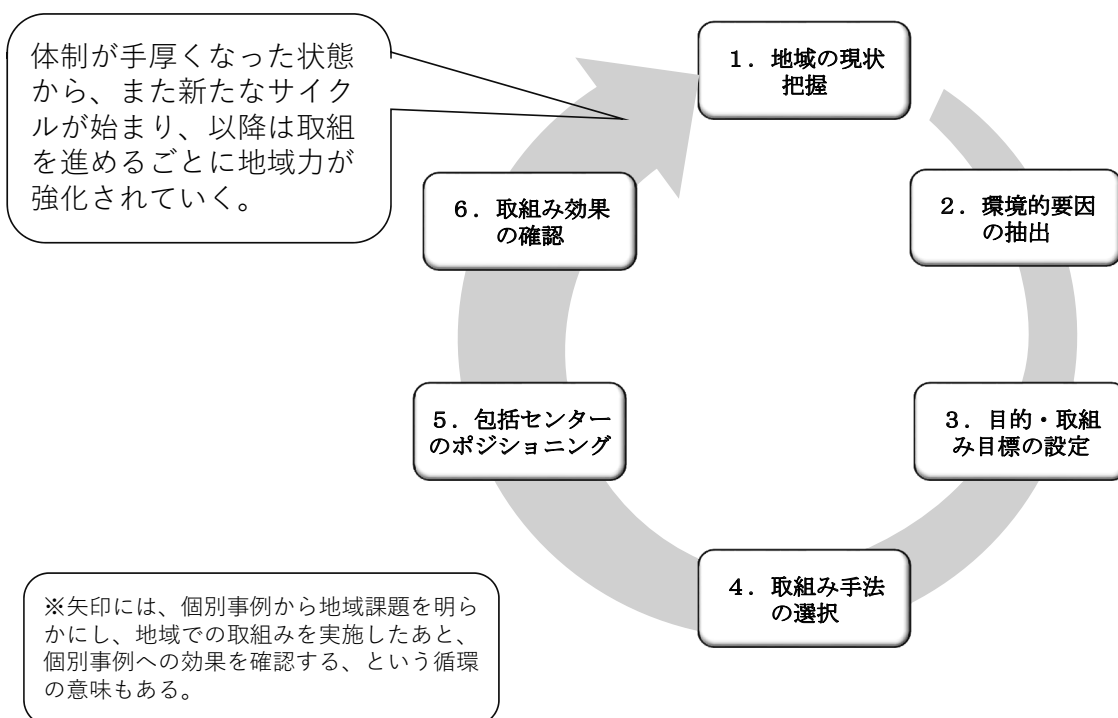 体制が手厚くなった状態
から、また新たなサイク
ルが始まり、以降は取組
を進めるごとに地域力が
強化されていく。
１．地域の現状
把握
２．環境的要因
の抽出
３．目的・取組
み目標の設定
４．取組み手法
の選択
５．包括センター
のポジショニング
６．取組み効果
の確認
※矢印には、個別事例から地域課題を明ら
かにし、地域での取組みを実施したあと、
個別事例への効果を確認する、という循環
の意味もある。